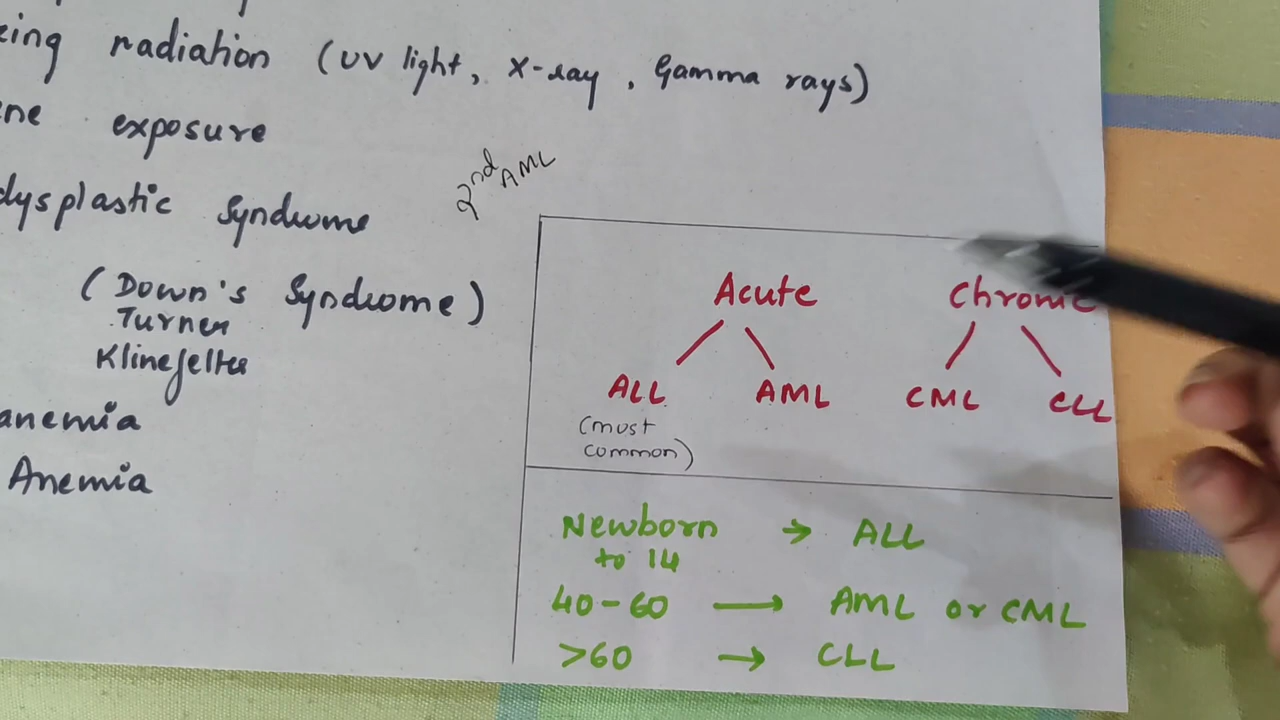 radiation (UV light, X-ray, Gamma rays)
exposure
2nd AML
dysplastic Syndrome
(Down's Syndrome)
Turner
Klinefelter
anemia
Anemia
Acute Chronic
ALL AML CML CLL
(most
common)
Newborn → ALL
to 14
40-60 → AML or CML
>60 → CLL